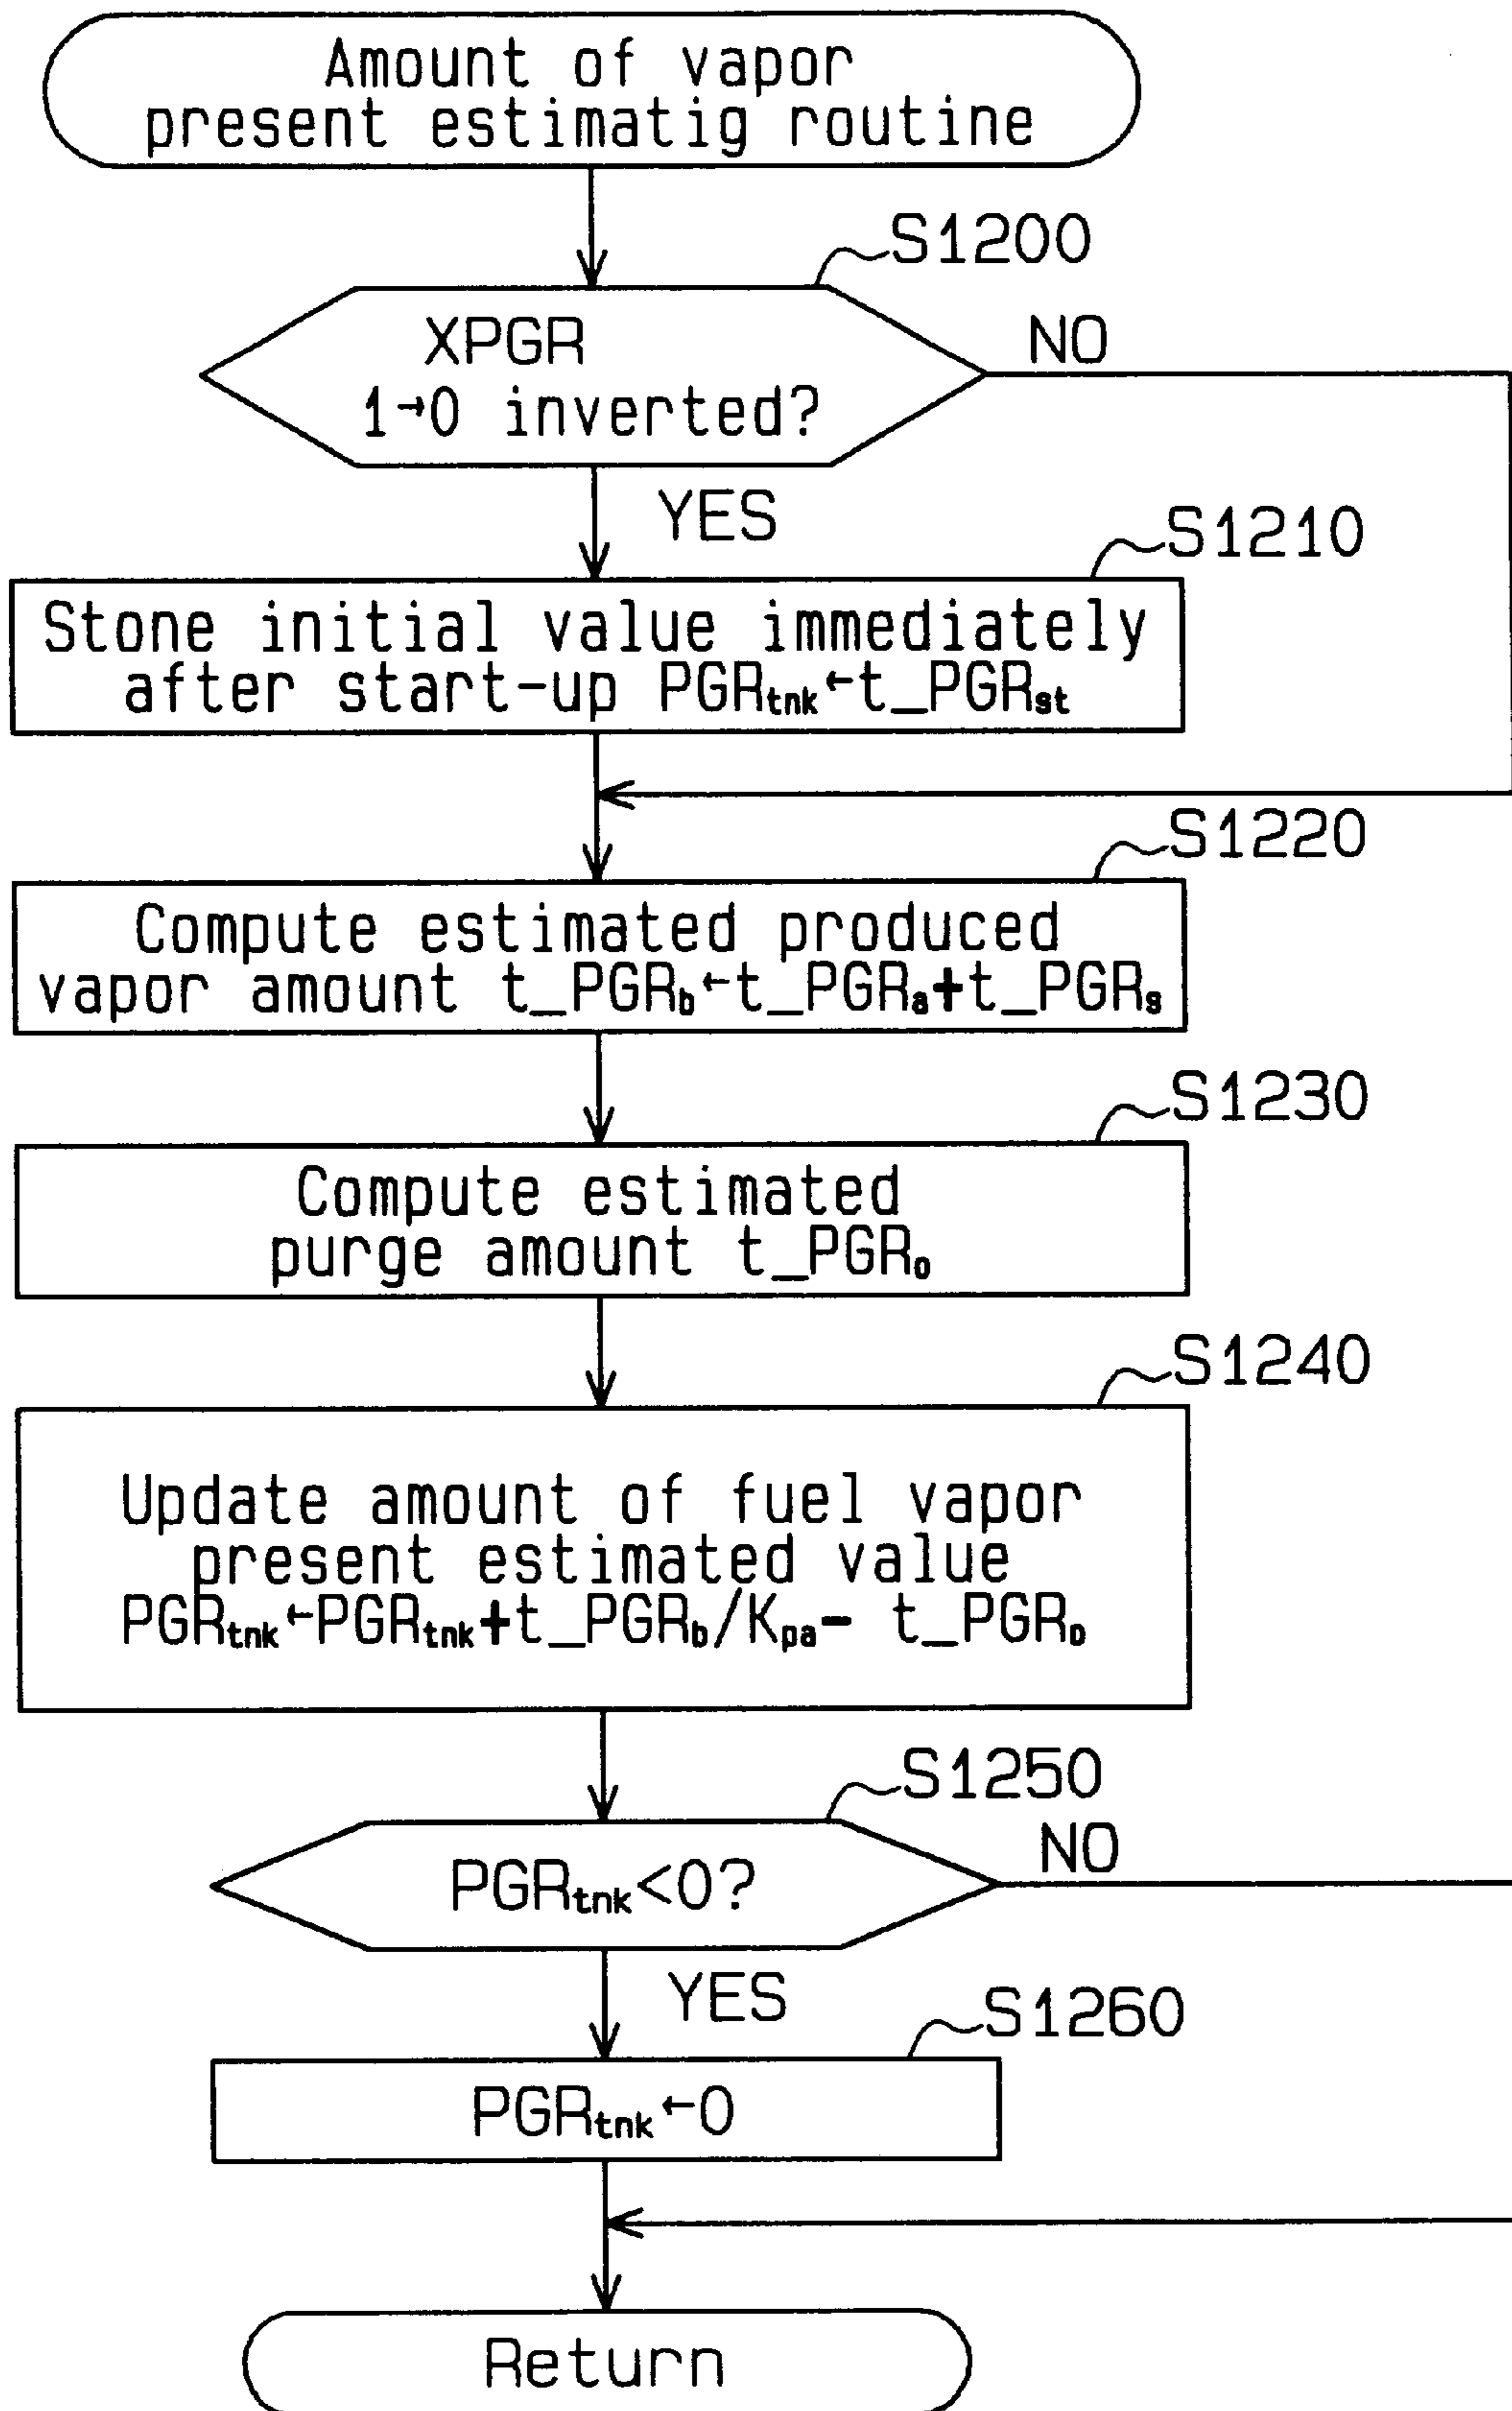 Amount of vapor
present estimatig routine
S1200
XPGR
1→0 inverted?
NO
YES
S1210
Stone initial value immediately
after start-up PGRtnk←t_PGRst
S1220
Compute estimated produced
vapor amount t_PGRb←t_PGRa+t_PGRs
S1230
Compute estimated
purge amount t_PGRo
S1240
Update amount of fuel vapor
present estimated value
PGRtnk←PGRtnk+t_PGRb/Kpa- t_PGRo
S1250
PGRtnk<0?
NO
YES
S1260
PGRtnk←0
Return